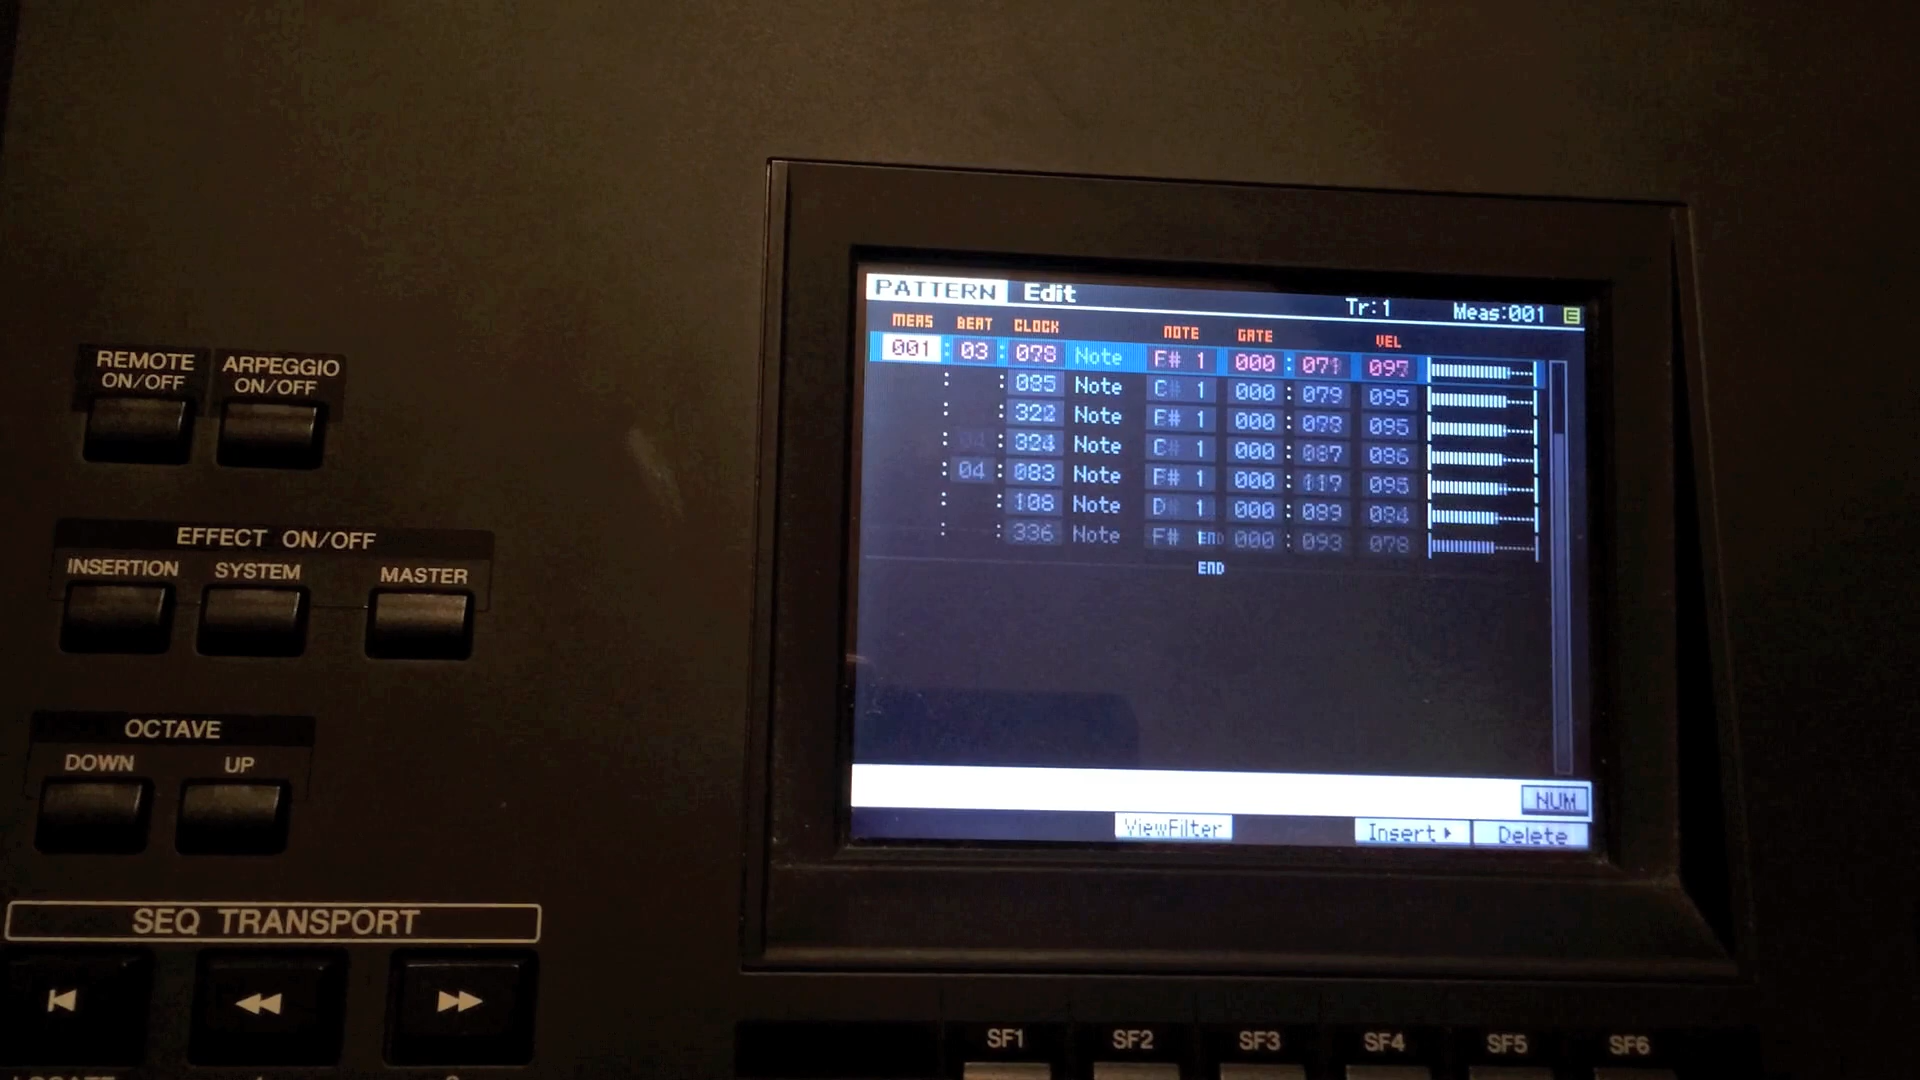 REMOTE
ON/OFF
ARPEGGIO
ON/OFF
EFFECT ON/OFF
INSERTION SYSTEM MASTER
OCTAVE
DOWN UP
SEQ TRANSPORT
PATTERN Edit Tr:1 Meas:001 E
MEAS BEAT CLOCK NOTE GATE VEL
001 : 03 : 078 Note F# 1 000 : 071 097
: : 085 Note 1 000 : 079 095
: : 322 Note 1 000 : 095
: : 324 Note 1 000 : 087 086
: 04 : 083 Note 1 000 : 117 095
: : 108 Note D 1 000 : 089 084
: : 336 Note F# 000 : 093 078
END
NUM
ViewFilter Insert Delete
SF1 SF2 SF3 SF4 SF5 SF6